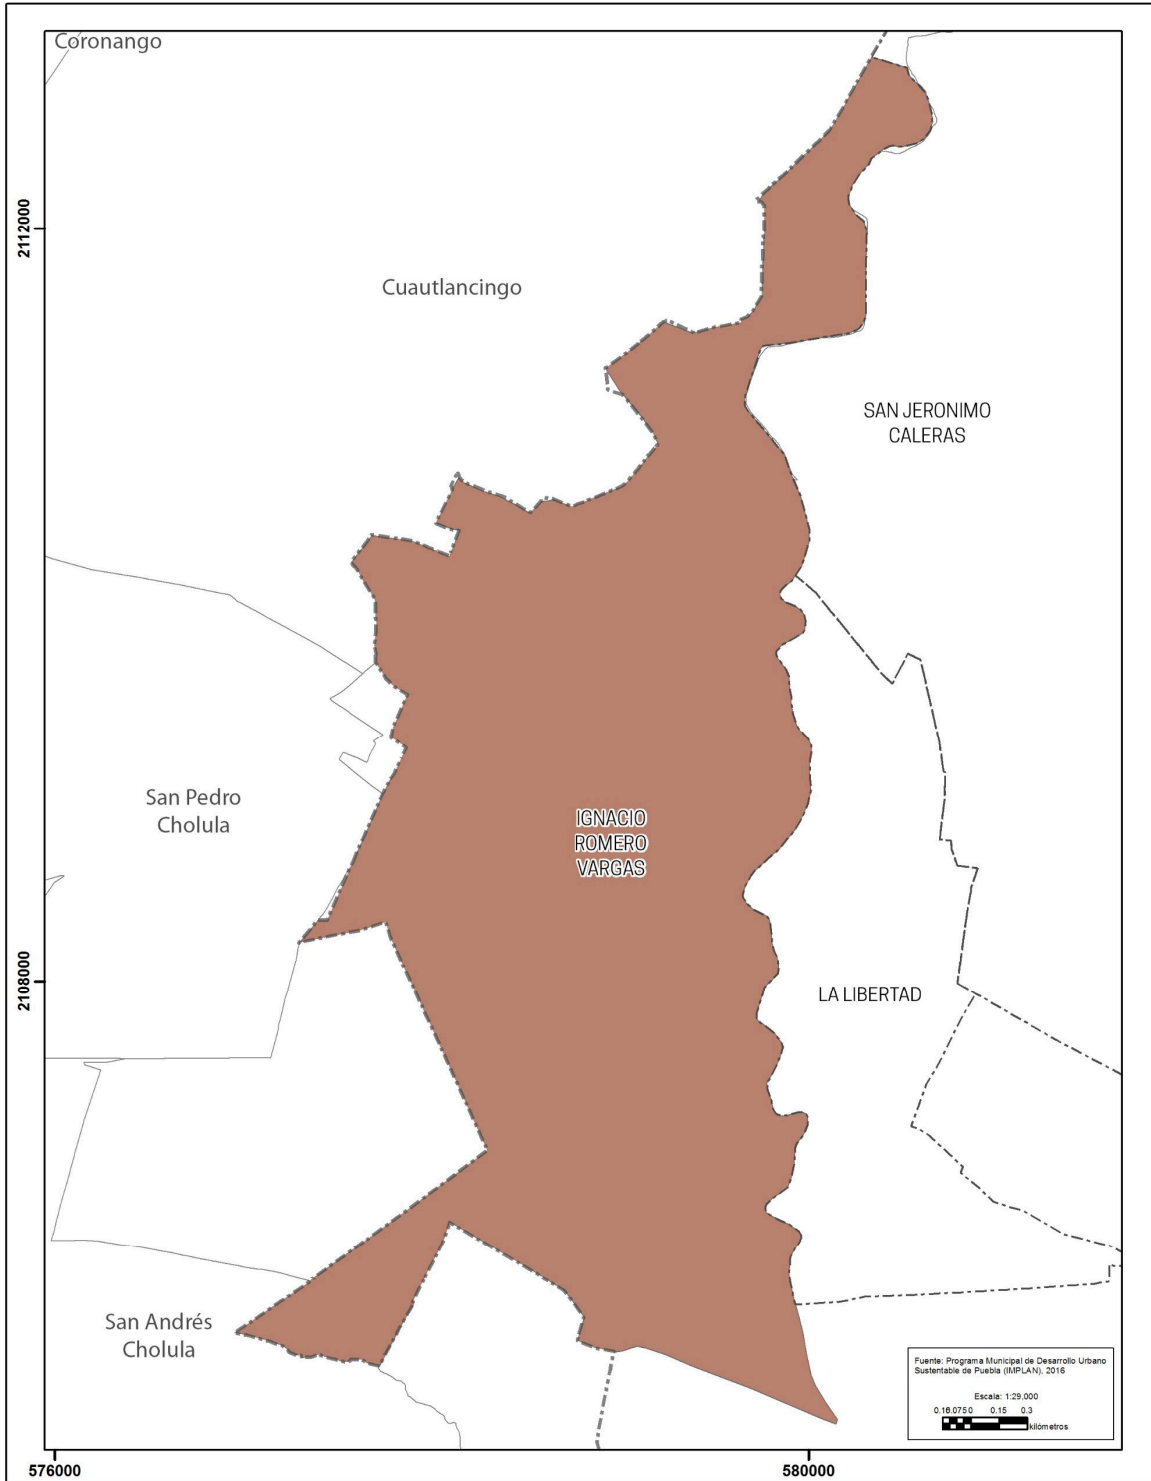 Coronango
2112000
Cuautlancingo
SAN JERONIMO
CALERAS
San Pedro
Cholula
IGNACIO
ROMERO
VARGAS
2108000
LA LIBERTAD
San Andrés
Cholula
Fuente: Programa Municipal de Desarrollo Urbano
Sustentable de Puebla (IMPLAN), 2016
Escala: 1:29,000
0.15 0.3
kilómetros
576000
580000